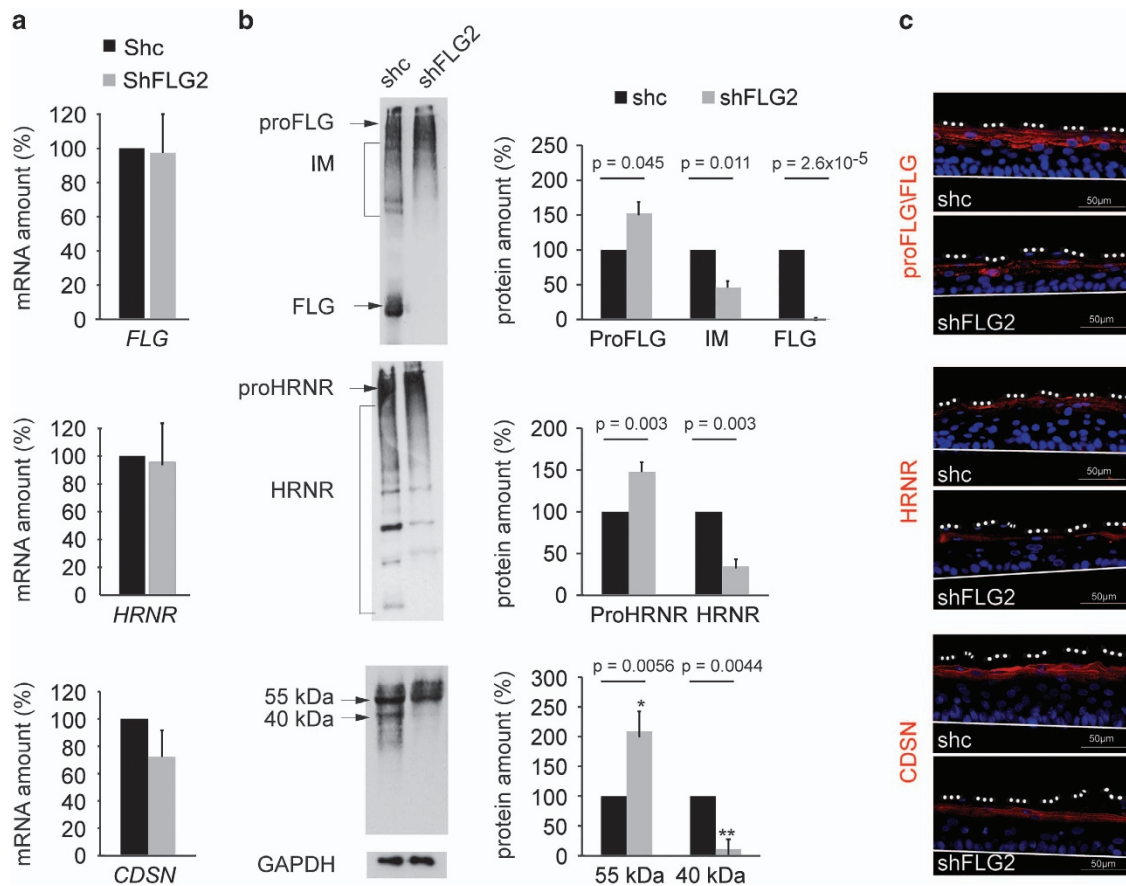 a
Shc
ShFLG2
mRNA amount (%)
120
100
80
60
40
20
0
FLG
mRNA amount (%)
120
100
80
60
40
20
0
HRNR
mRNA amount (%)
120
100
80
60
40
20
0
CDSN
b
shc shFLG2
proFLG
IM
FLG
proHRNR
HRNR
55 kDa
40 kDa
GAPDH
shc shFLG2
protein amount (%)
250
200
150
100
50
0
p = 0.045 p = 0.011 p = 2.6x10-5
ProFLG IM FLG
protein amount (%)
200
150
100
50
0
p = 0.003 p = 0.003
ProHRNR HRNR
protein amount (%)
300
250
200
150
100
50
0
p = 0.0056 p = 0.0044
*
**
55 kDa 40 kDa
c
proFLG\FLG
shc 50µm
shFLG2 50µm
HRNR
shc 50µm
shFLG2 50µm
CDSN
shc 50µm
shFLG2 50µm